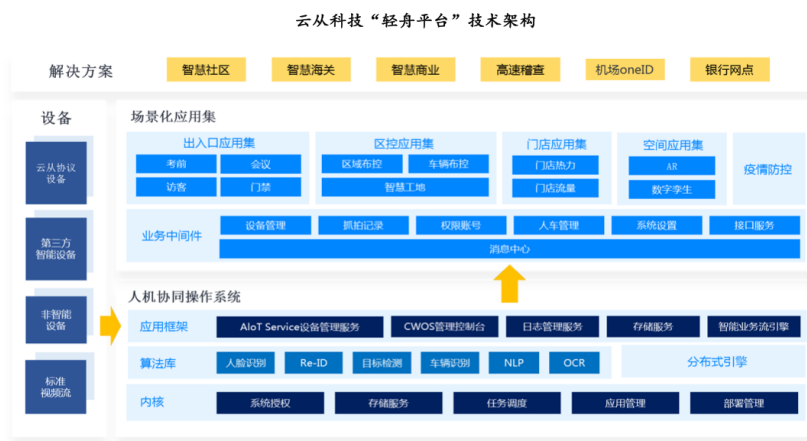 云从科技“轻舟平台”技术架构
解决方案
智慧社区
智慧海关
智慧商业
高速稽查
机场oneID
银行网点
设备
云从协议
设备
第三方
智能设备
非智能
设备
标准
视频流
场景化应用集
出入口应用集
考前
会议
访客
门禁
区控应用集
区域布控
车辆布控
智慧工地
门店应用集
门店热力
门店流量
空间应用集
AR
数字孪生
疫情防控
业务中间件
设备管理
抓拍记录
权限账号
人车管理
系统设置
接口服务
消息中心
人机协同操作系统
应用框架
AIoT Service设备管理服务
CWOS管理控制台
日志管理服务
存储服务
智能业务流引擎
算法库
人脸识别
Re-ID
目标检测
车辆识别
NLP
OCR
分布式引擎
内核
系统授权
存储服务
任务调度
应用管理
部署管理